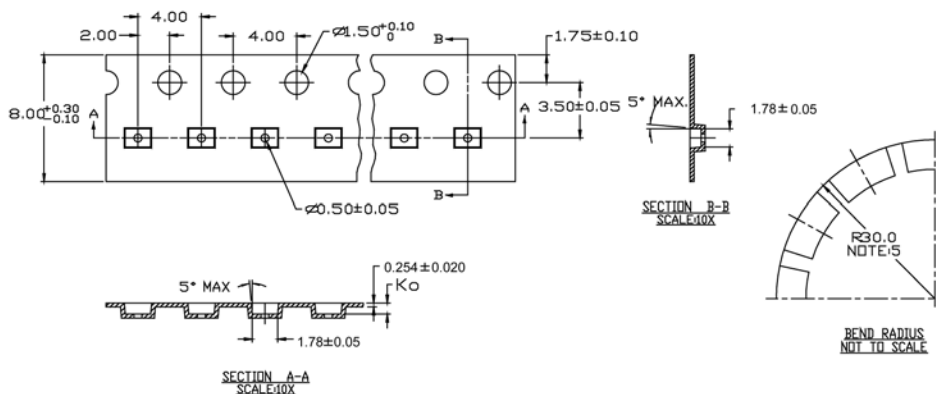 4.00
2.00
4.00
Ø1.50 +0.10 0
B
1.75±0.10
8.00 +0.30 -0.10
A
A
3.50±0.05
B
Ø0.50±0.05
5° MAX.
1.78±0.05
SECTION B-B
SCALE:10X
R30.0
NOTE:5
BEND RADIUS
NOT TO SCALE
5° MAX
0.254±0.020
Ko
1.78±0.05
SECTION A-A
SCALE:10X